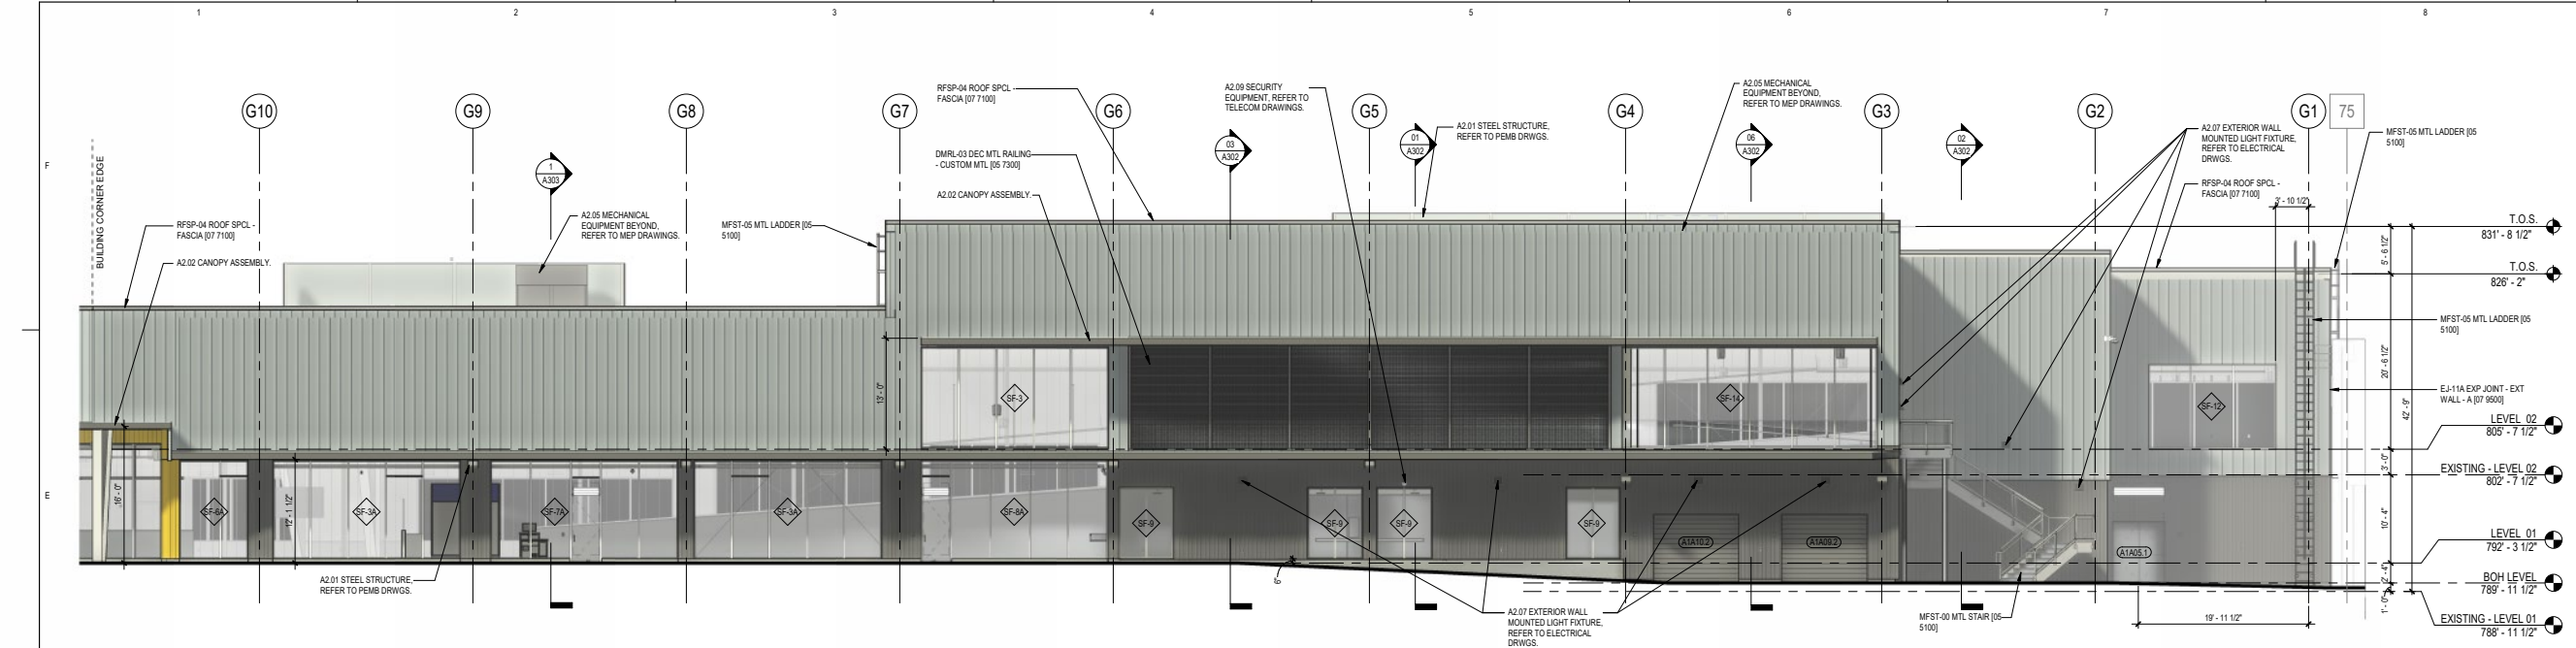 1 2 3 4 5 6 7 8
F
E
G10 G9 G8 G7 G6 G5 G4 G3 G2 G1 75
BUILDING CORNER EDGE
RFSP-04 ROOF SPCL -
FASCIA [07 7100]
A2.02 CANOPY ASSEMBLY.
1
A303
A2.05 MECHANICAL
EQUIPMENT BEYOND,
REFER TO MEP DRAWINGS.
MFST-05 MTL LADDER [05
5100]
RFSP-04 ROOF SPCL -
FASCIA [07 7100]
DMRL-03 DEC MTL RAILING
- CUSTOM MTL [05 7300]
A2.02 CANOPY ASSEMBLY.
A2.09 SECURITY
EQUIPMENT, REFER TO
TELECOM DRAWINGS.
03
A302
01
A302
A2.01 STEEL STRUCTURE,
REFER TO PEMB DRWGS.
A2.05 MECHANICAL
EQUIPMENT BEYOND,
REFER TO MEP DRAWINGS.
06
A302
02
A302
A2.07 EXTERIOR WALL
MOUNTED LIGHT FIXTURE,
REFER TO ELECTRICAL
DRWGS.
RFSP-04 ROOF SPCL -
FASCIA [07 7100]
3' - 10 1/2"
MFST-05 MTL LADDER [05
5100]
T.O.S.
831' - 8 1/2"
5' - 6 1/2"
T.O.S.
826' - 2"
MFST-05 MTL LADDER [05
5100]
20' - 6 1/2"
EJ-11A EXP JOINT - EXT
WALL - A [07 9500]
42' - 9"
LEVEL 02
805' - 7 1/2"
3' - 0"
EXISTING - LEVEL 02
802' - 7 1/2"
10' - 4"
LEVEL 01
792' - 3 1/2"
2' - 4"
BOH LEVEL
789' - 11 1/2"
1' - 0"
EXISTING - LEVEL 01
788' - 11 1/2"
13' - 0"
SF-3
SF-14
SF-12
16' - 0"
SF-6A
12' - 1 1/2"
SF-3A
SF-7A
SF-3A
SF-8A
SF-9
SF-9
SF-9
SF-9
A1A10.2
A1A09.2
A1A05.1
6"
A2.01 STEEL STRUCTURE,
REFER TO PEMB DRWGS.
A2.07 EXTERIOR WALL
MOUNTED LIGHT FIXTURE,
REFER TO ELECTRICAL
DRWGS.
MFST-00 MTL STAIR [05
5100]
19' - 11 1/2"